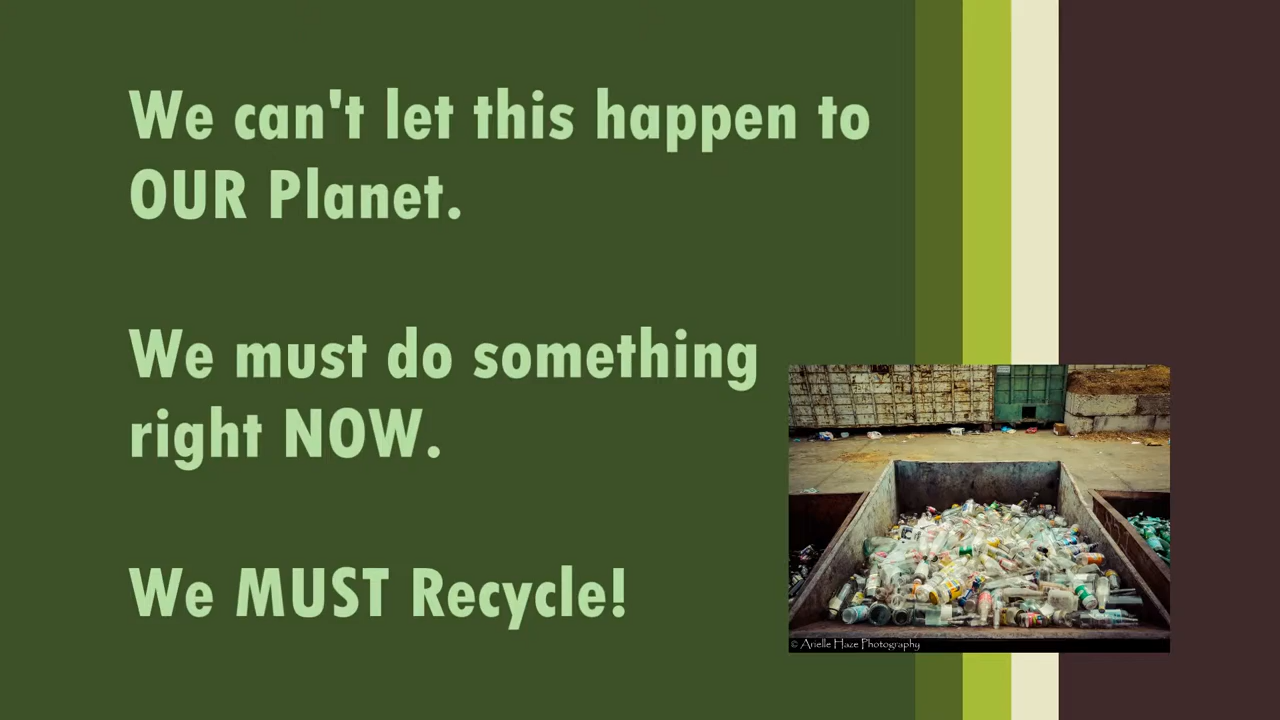 We can't let this happen to
OUR Planet.
We must do something
right NOW.
We MUST Recycle!
© Arielle Haze Photography